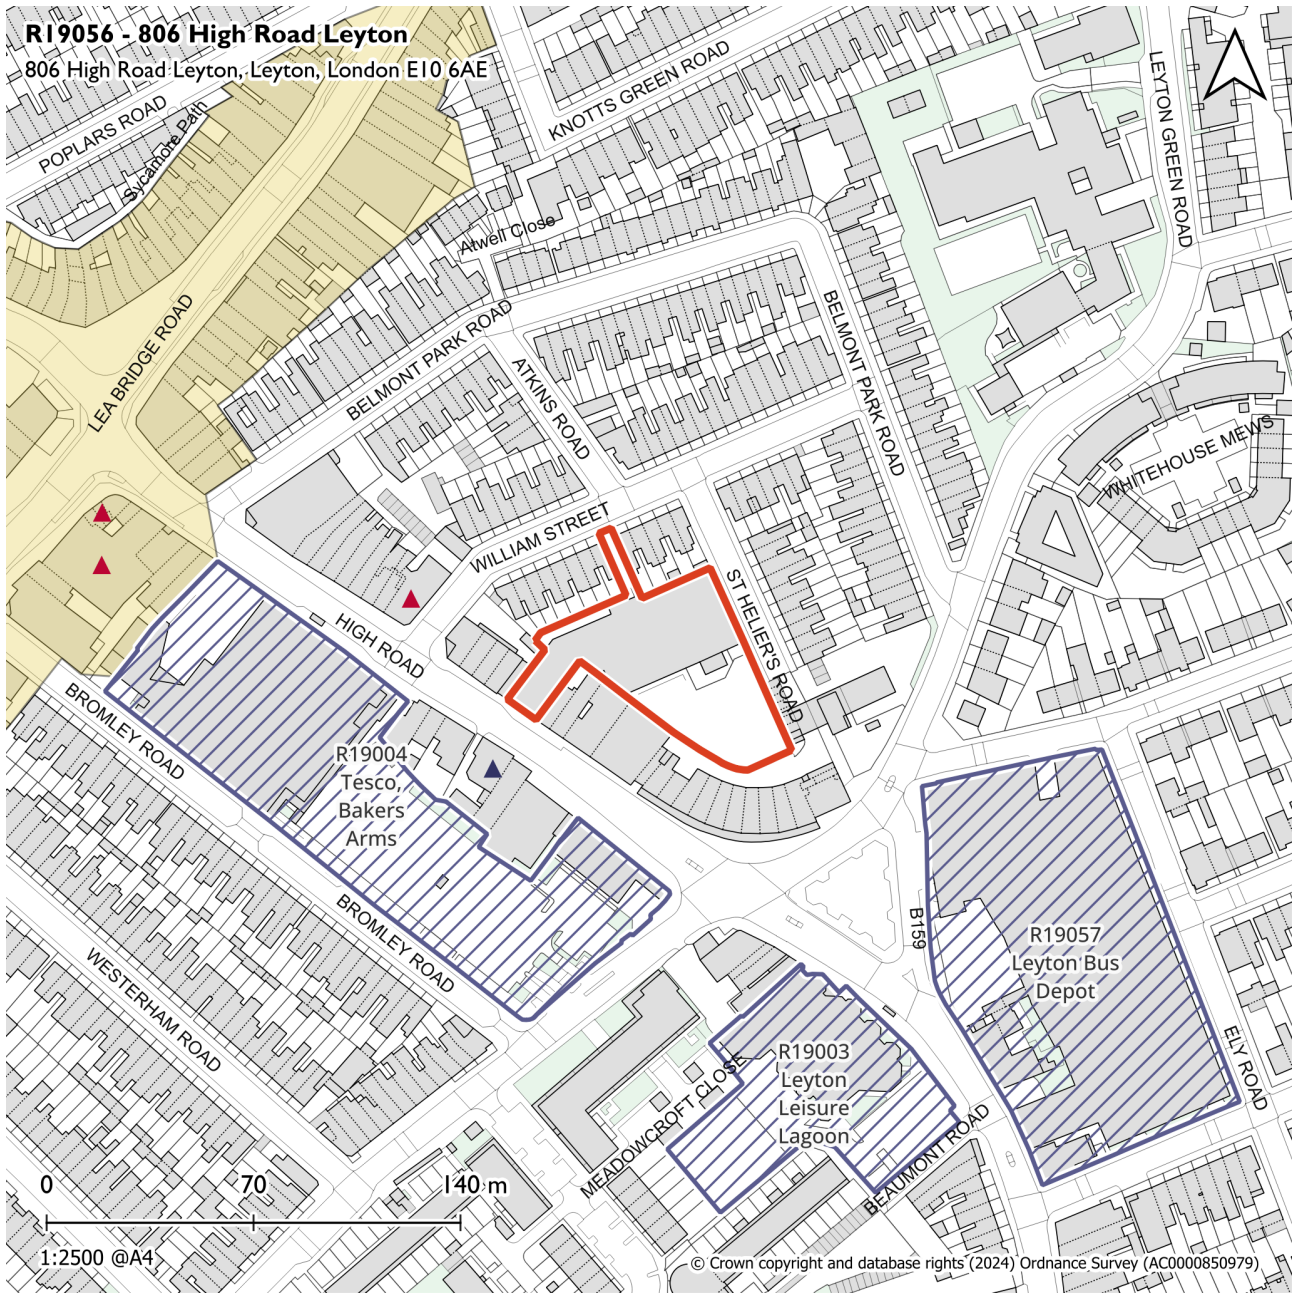 R19056 - 806 High Road Leyton
806 High Road Leyton, Leyton, London E10 6AE
POPLARS ROAD
Sycamore Path
KNOTTS GREEN ROAD
LEYTON GREEN ROAD
Atwell Close
LEA BRIDGE ROAD
BELMONT PARK ROAD
ATKINS ROAD
BELMONT PARK ROAD
WHITEHOUSE MEWS
WILLIAM STREET
ST HELIER'S ROAD
HIGH ROAD
BROMLEY ROAD
R19004
Tesco,
Bakers
Arms
BROMLEY ROAD
WESTERHAM ROAD
B159
R19057
Leyton Bus
Depot
ELY ROAD
R19003
Leyton
Leisure
Lagoon
MEADOWCROFT CLOSE
BEAUMONT ROAD
0 70 140 m
1:2500 @A4
© Crown copyright and database rights (2024) Ordnance Survey (AC0000850979)